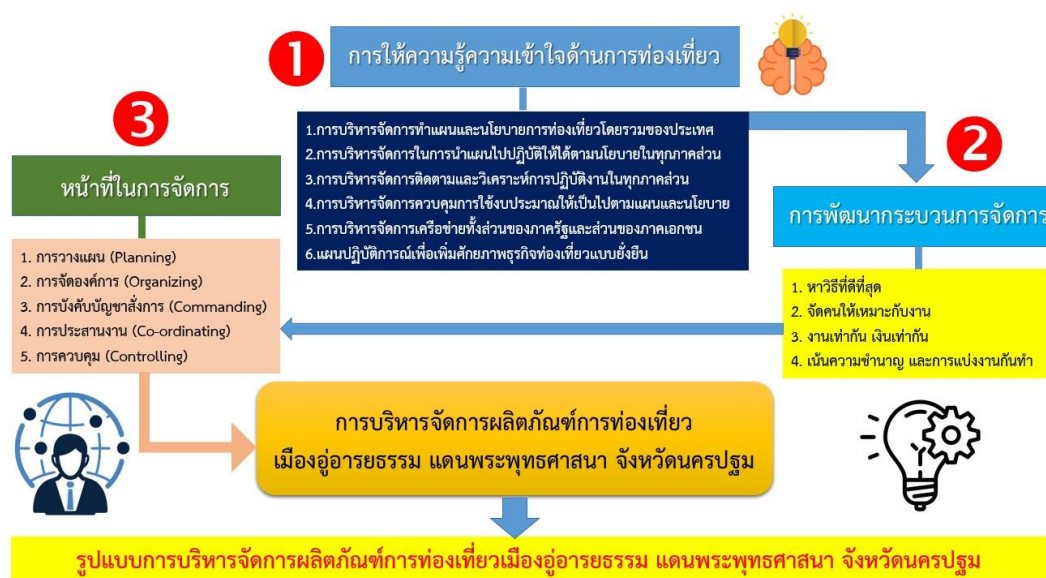 1
การให้ความรู้ความเข้าใจด้านการท่องเที่ยว
1.การบริหารจัดการทำแผนและนโยบายการท่องเที่ยวโดยรวมของประเทศ
2.การบริหารจัดการในการนำแผนไปปฏิบัติให้ได้ตามนโยบายในทุกภาคส่วน
3.การบริหารจัดการติดตามและวิเคราะห์การปฏิบัติงานในทุกภาคส่วน
4.การบริหารจัดการควบคุมการใช้งบประมาณให้เป็นไปตามแผนและนโยบาย
5.การบริหารจัดการเครือข่ายทั้งส่วนของภาครัฐและส่วนของภาคเอกชน
6.แผนปฏิบัติการณ์เพื่อเพิ่มศักยภาพธุรกิจท่องเที่ยวแบบยั่งยืน
2
การพัฒนากระบวนการจัดการ
1. หาวิธีที่ดีที่สุด
2. จัดคนให้เหมาะกับงาน
3. งานเท่ากัน เงินเท่ากัน
4. เน้นความชำนาญ และการแบ่งงานกันทำ
3
หน้าที่ในการจัดการ
1. การวางแผน (Planning)
2. การจัดองค์การ (Organizing)
3. การบังคับบัญชาสั่งการ (Commanding)
4. การประสานงาน (Co-ordinating)
5. การควบคุม (Controlling)
การบริหารจัดการผลิตภัณฑ์การท่องเที่ยว
เมืองอู่อารยธรรม แดนพระพุทธศาสนา จังหวัดนครปฐม
รูปแบบการบริหารจัดการผลิตภัณฑ์การท่องเที่ยวเมืองอู่อารยธรรม แดนพระพุทธศาสนา จังหวัดนครปฐม